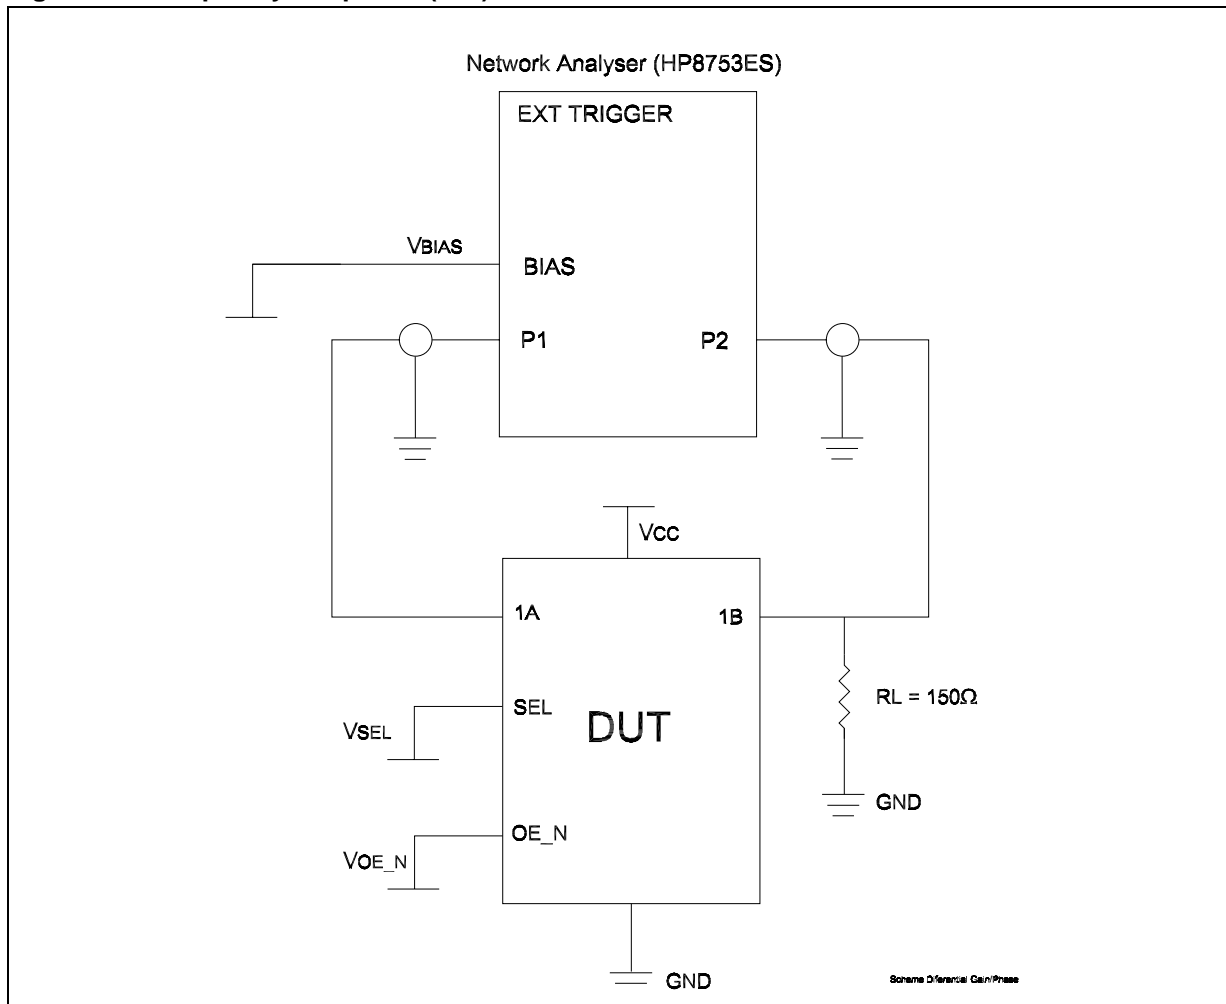 Network Analyser (HP8753ES)
EXT TRIGGER
VBIAS
BIAS
P1
P2
VCC
1A
1B
SEL
DUT
RL = 150Ω
VSEL
GND
OE_N
VOE_N
GND
Scheme Diferential Gain/Phase